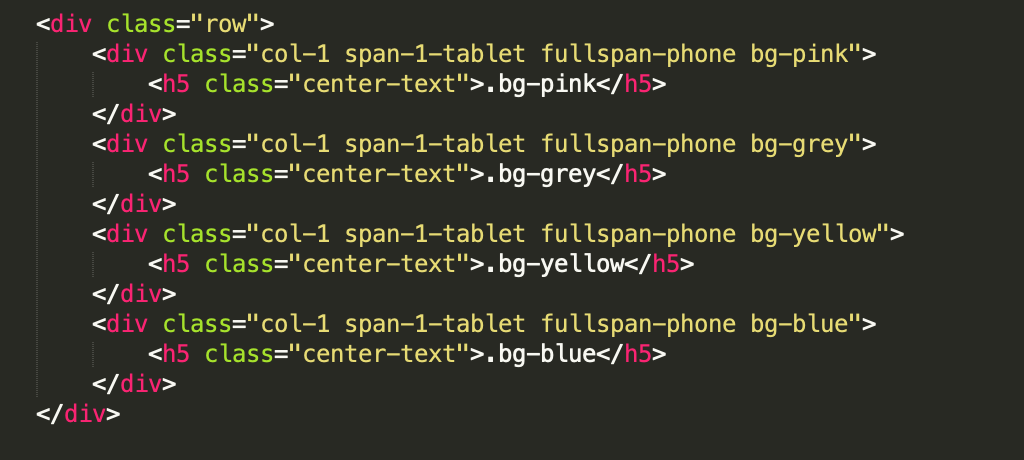 <div class="row">
    <div class="col-1 span-1-tablet fullspan-phone bg-pink">
        <h5 class="center-text">.bg-pink</h5>
    </div>
    <div class="col-1 span-1-tablet fullspan-phone bg-grey">
        <h5 class="center-text">.bg-grey</h5>
    </div>
    <div class="col-1 span-1-tablet fullspan-phone bg-yellow">
        <h5 class="center-text">.bg-yellow</h5>
    </div>
    <div class="col-1 span-1-tablet fullspan-phone bg-blue">
        <h5 class="center-text">.bg-blue</h5>
    </div>
</div>